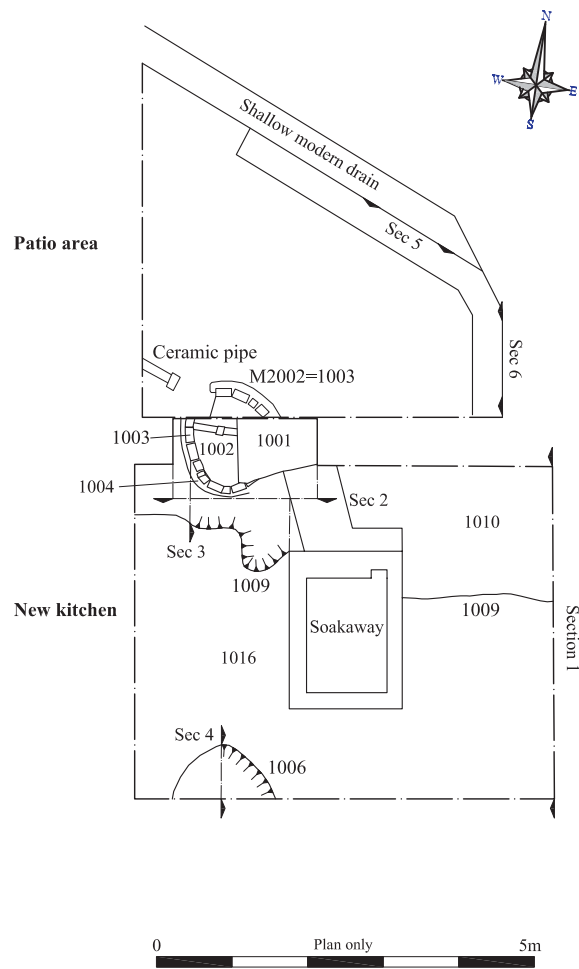 N
W
E
S
Shallow modern drain
Sec 5
Patio area
Sec 6
Ceramic pipe
M2002=1003
1003
1002
1001
1004
Sec 2
1010
Sec 3
1009
1009
New kitchen
Soakaway
Section 1
1016
Sec 4
1006
0 Plan only 5m